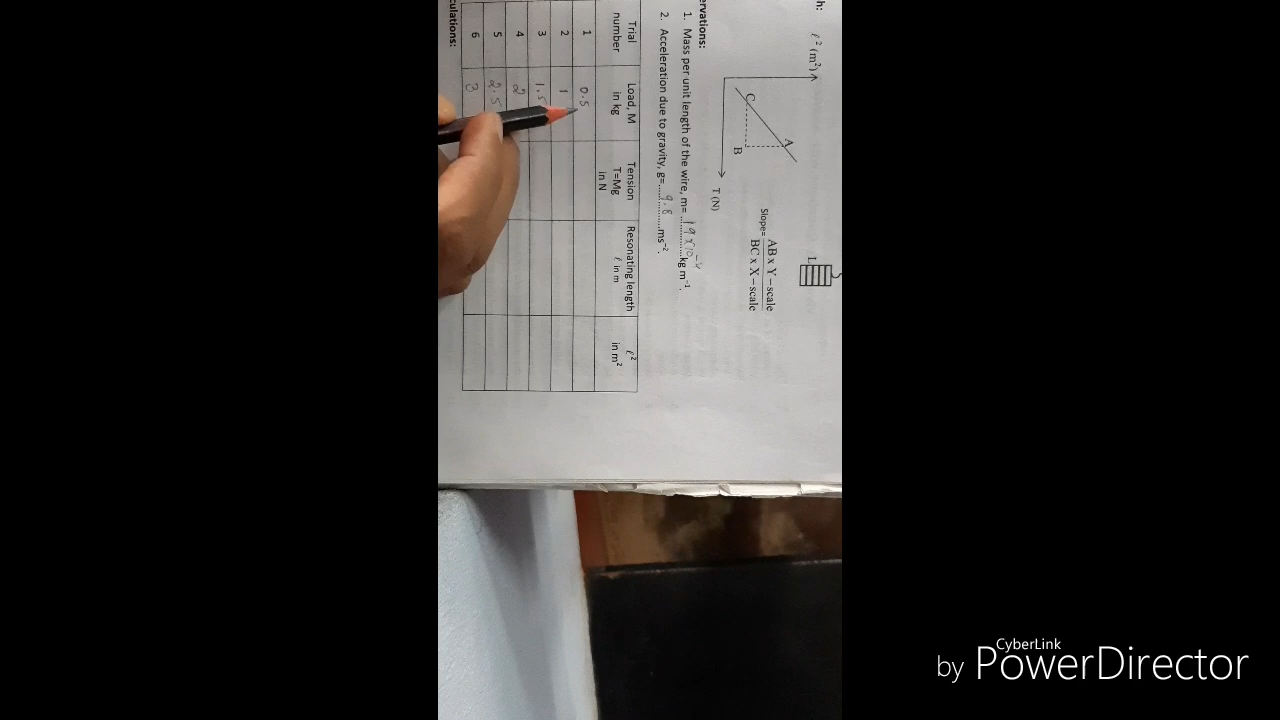 h:
ℓ² (m²)
A
C
B
T (N)
L
Slope= AB x Y – scale
BC x X – scale
ervations:
1. Mass per unit length of the wire, m= ............kg m⁻¹.
2. Acceleration due to gravity, g=.....9.8.....ms⁻².
Trial number Load, M in kg Tension T=Mg in N Resonating length ℓ in m ℓ² in m²
1 0.5
2 1
3 1.5
4 2
5 2.5
6 3
culations:
CyberLink
by PowerDirector